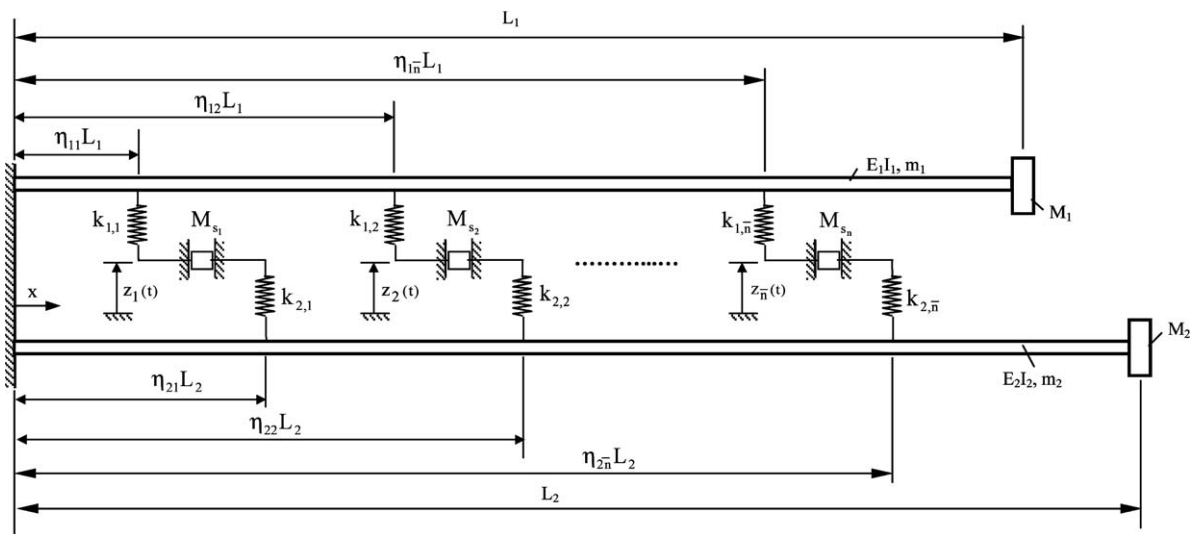 L₁
η₁n̄L₁
η₁₂L₁
η₁₁L₁
E₁I₁, m₁
M₁
k₁,₁ Mₛ₁ k₁,₂ Mₛ₂ k₁,n̄ Mₛₙ
z₁(t) k₂,₁ z₂(t) k₂,₂ zn̄(t) k₂,n̄
x
M₂
E₂I₂, m₂
η₂₁L₂
η₂₂L₂
η₂n̄L₂
L₂